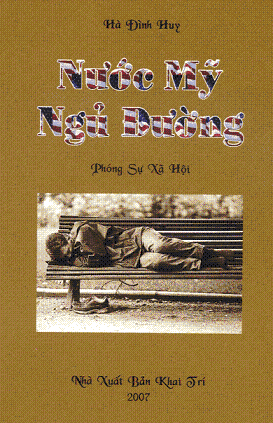 Hà Đình Huy
Nước Mỹ
Ngủ Đường
Phóng Sự Xã Hội
Nhà Xuất Bản Khai Trí
2007